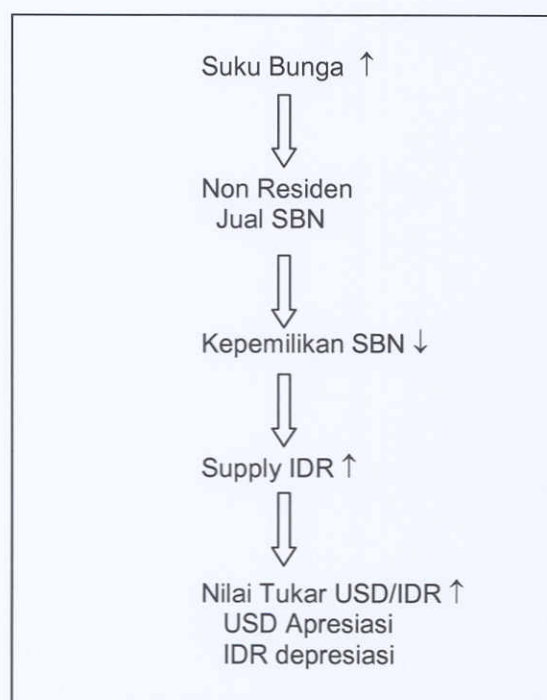 Suku Bunga ↑
Non Residen
Jual SBN
Kepemilikan SBN ↓
Supply IDR ↑
Nilai Tukar USD/IDR ↑
USD Apresiasi
IDR depresiasi